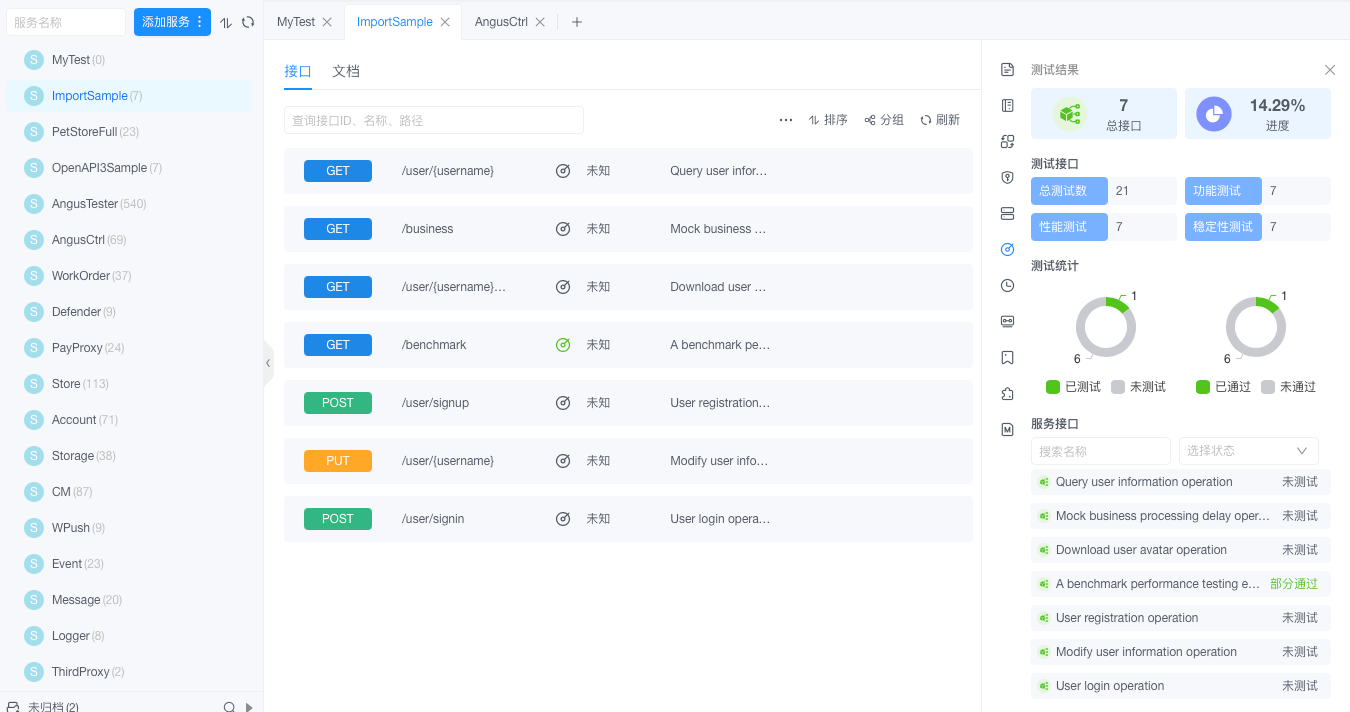 服务名称
添加服务
S MyTest (0)
S ImportSample (7)
S PetStoreFull (23)
S OpenAPI3Sample (7)
S AngusTester (540)
S AngusCtrl (69)
S WorkOrder (37)
S Defender (9)
S PayProxy (24)
S Store (113)
S Account (71)
S Storage (38)
S CM (87)
S WPush (9)
S Event (23)
S Message (20)
S Logger (8)
S ThirdProxy (2)
未归档 (2)
MyTest ImportSample AngusCtrl
接口 文档
查询接口ID、名称、路径
排序 分组 刷新
GET /user/{username} 未知 Query user infor...
GET /business 未知 Mock business ...
GET /user/{username}... 未知 Download user ...
GET /benchmark 未知 A benchmark pe...
POST /user/signup 未知 User registration...
PUT /user/{username} 未知 Modify user info...
POST /user/signin 未知 User login opera...
M
测试结果
7
总接口
14.29%
进度
测试接口
总测试数 21 功能测试 7
性能测试 7 稳定性测试 7
测试统计
1 1
6 6
已测试 未测试 已通过 未通过
服务接口
搜索名称 选择状态
Query user information operation 未测试
Mock business processing delay oper... 未测试
Download user avatar operation 未测试
A benchmark performance testing e... 部分通过
User registration operation 未测试
Modify user information operation 未测试
User login operation 未测试